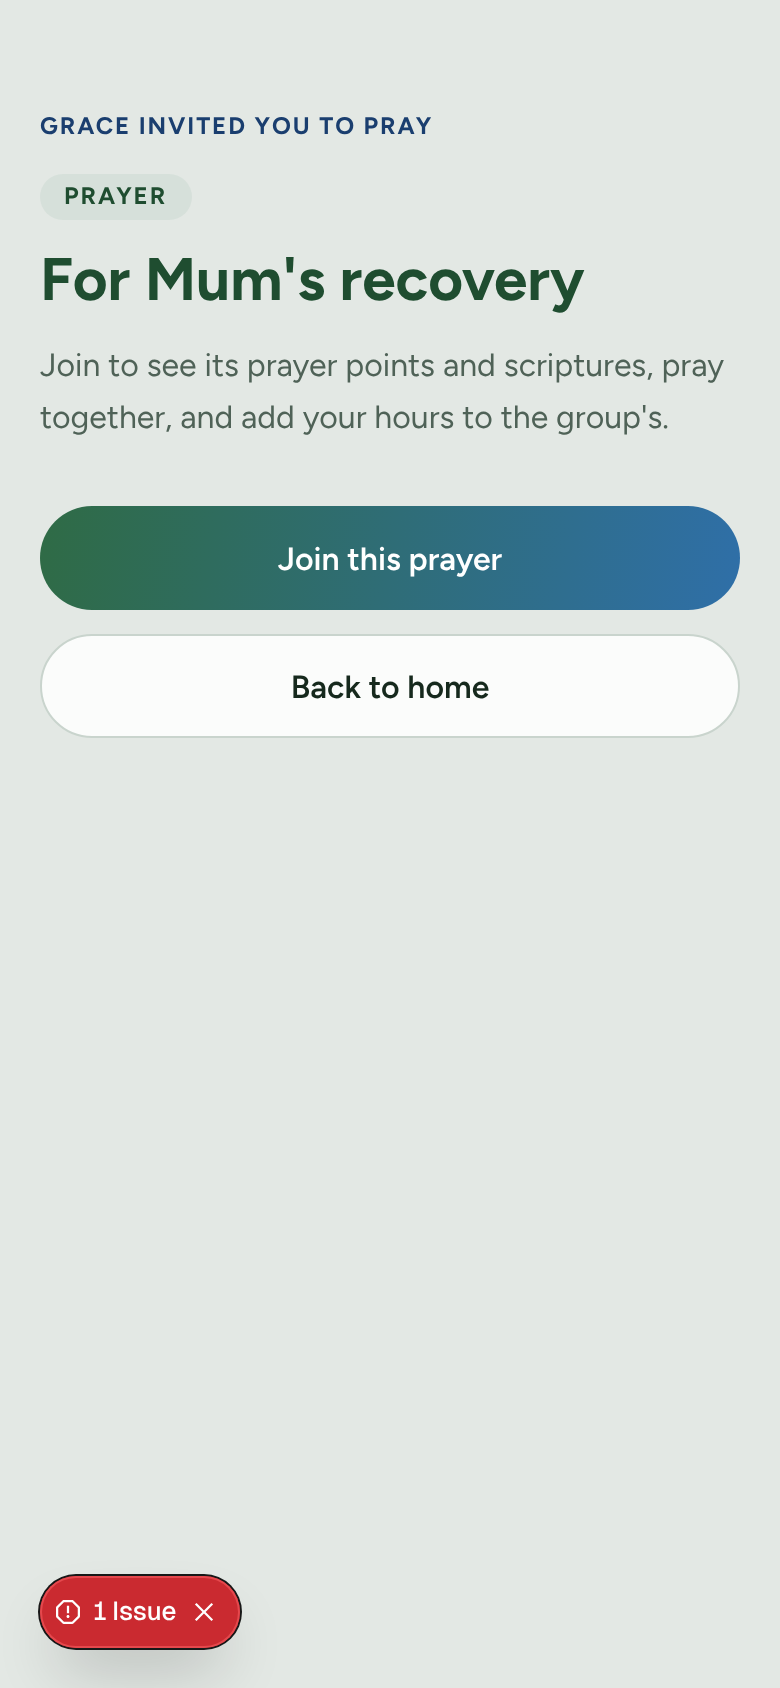 GRACE INVITED YOU TO PRAY
PRAYER
For Mum's recovery
Join to see its prayer points and scriptures, pray
together, and add your hours to the group's.
Join this prayer
Back to home
1 Issue